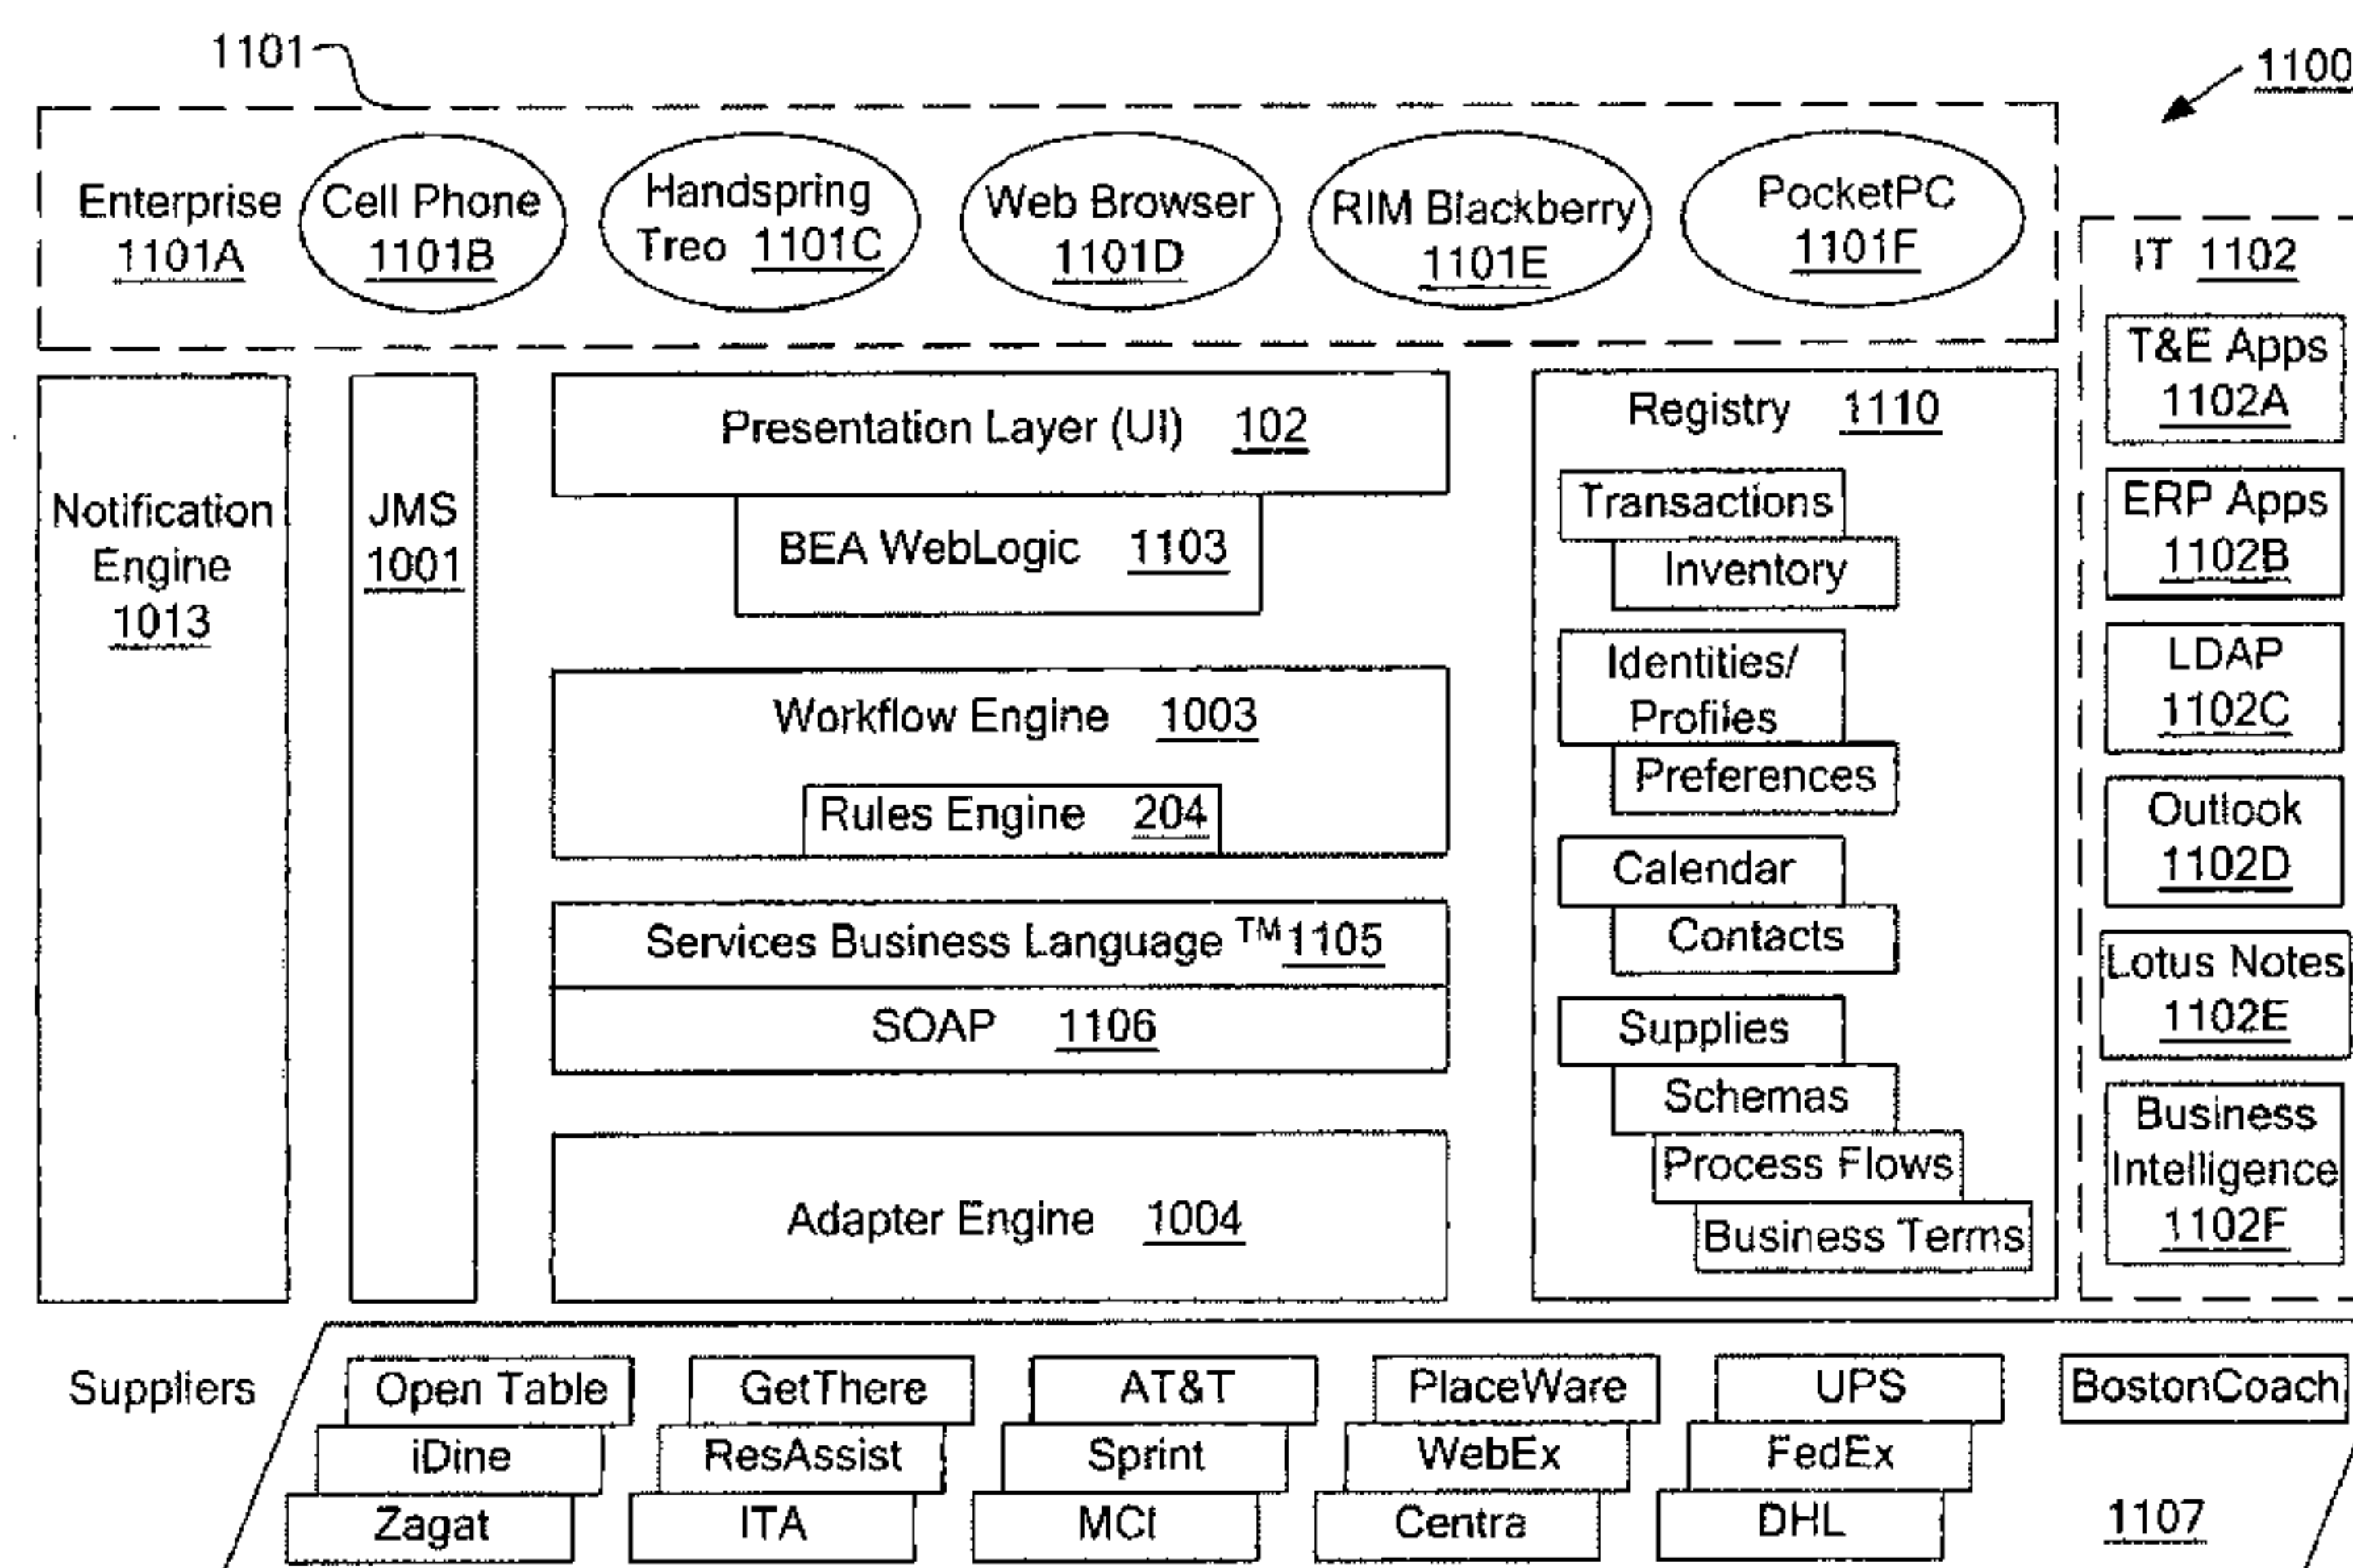 1101
1100
Enterprise
1101A
Cell Phone
1101B
Handspring
Treo 1101C
Web Browser
1101D
RIM Blackberry
1101E
PocketPC
1101F
IT 1102
T&E Apps
1102A
ERP Apps
1102B
LDAP
1102C
Outlook
1102D
Lotus Notes
1102E
Business
Intelligence
1102F
Notification
Engine
1013
JMS
1001
Presentation Layer (UI) 102
BEA WebLogic 1103
Workflow Engine 1003
Rules Engine 204
Services Business Language TM 1105
SOAP 1106
Adapter Engine 1004
Registry 1110
Transactions
Inventory
Identities/
Profiles
Preferences
Calendar
Contacts
Supplies
Schemas
Process Flows
Business Terms
Suppliers
Open Table
iDine
Zagat
GetThere
ResAssist
ITA
AT&T
Sprint
MCI
PlaceWare
WebEx
Centra
UPS
FedEx
DHL
BostonCoach
1107